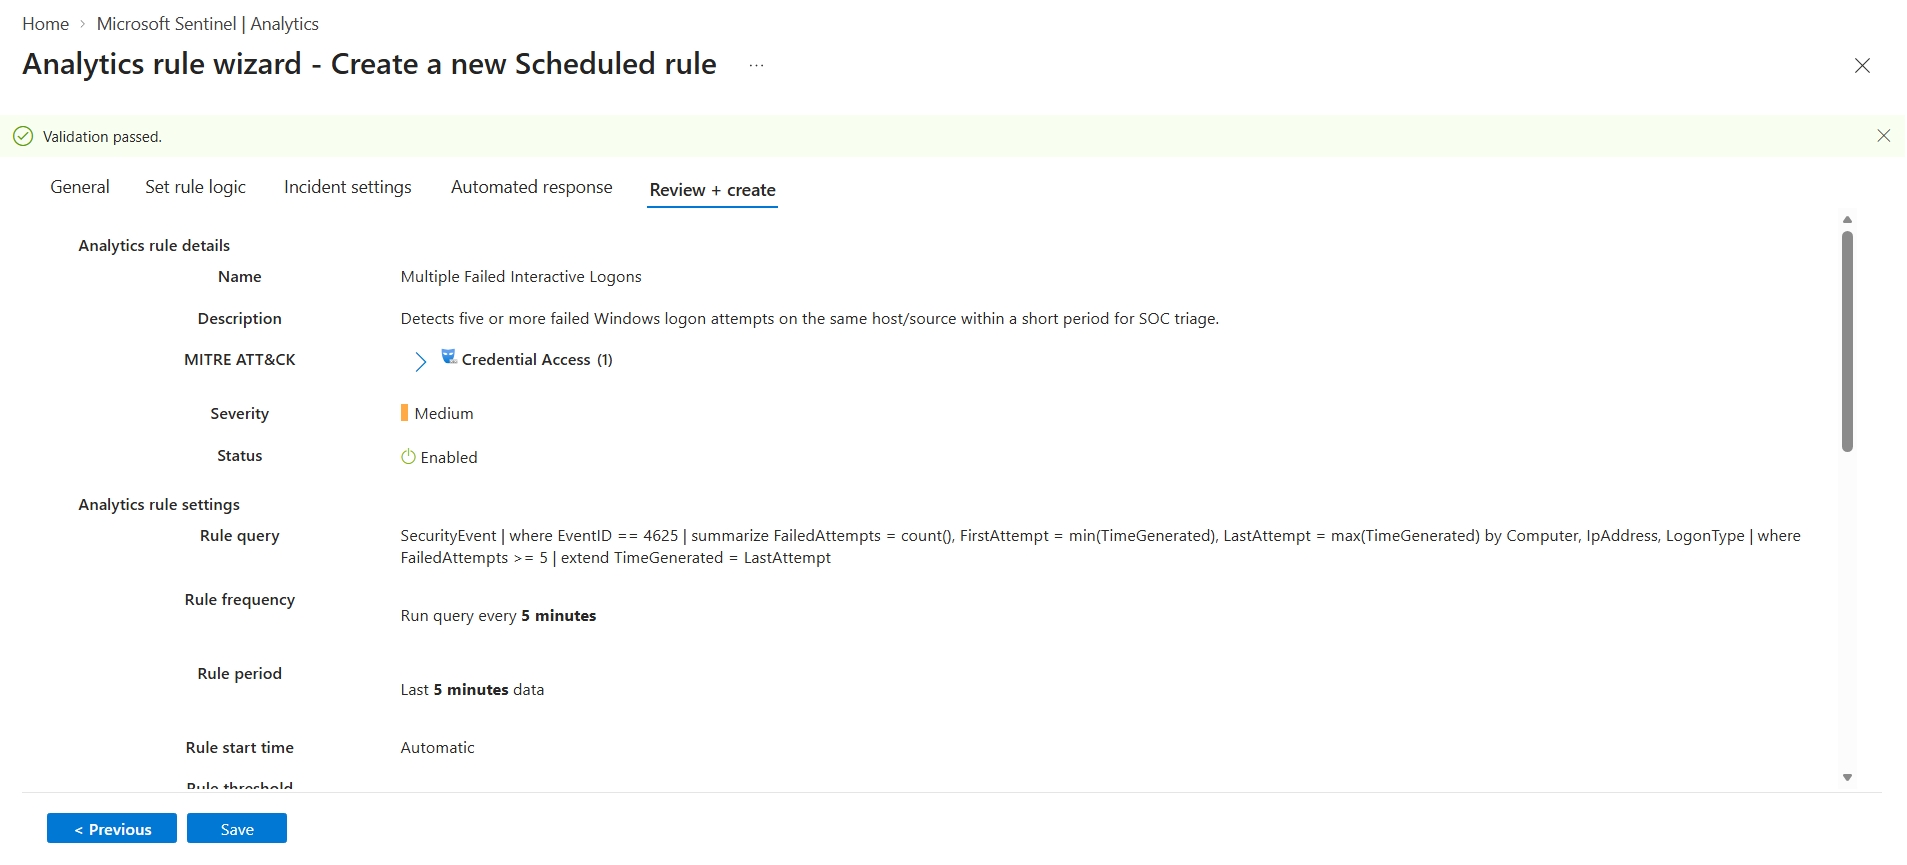 Home > Microsoft Sentinel | Analytics
Analytics rule wizard - Create a new Scheduled rule ...
Validation passed.
General Set rule logic Incident settings Automated response Review + create
Analytics rule details
Name Multiple Failed Interactive Logons
Description Detects five or more failed Windows logon attempts on the same host/source within a short period for SOC triage.
MITRE ATT&CK Credential Access (1)
Severity Medium
Status Enabled
Analytics rule settings
Rule query SecurityEvent | where EventID == 4625 | summarize FailedAttempts = count(), FirstAttempt = min(TimeGenerated), LastAttempt = max(TimeGenerated) by Computer, IpAddress, LogonType | where
FailedAttempts >= 5 | extend TimeGenerated = LastAttempt
Rule frequency
Run query every 5 minutes
Rule period
Last 5 minutes data
Rule start time Automatic
Rule threshold
< Previous Save